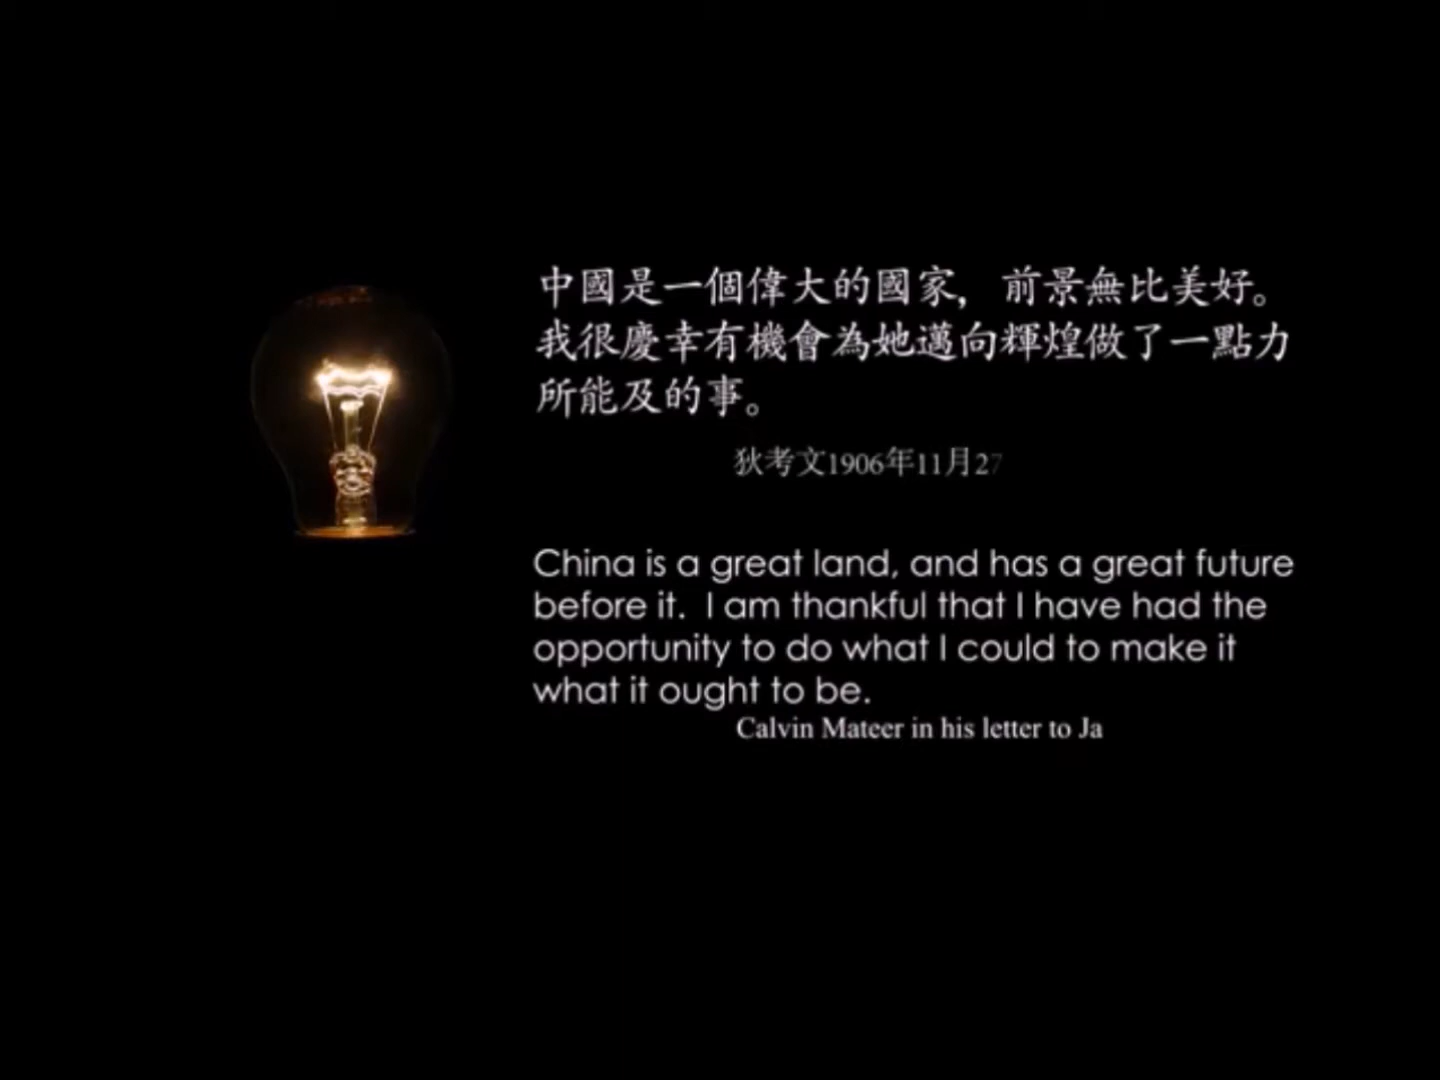 中國是一個偉大的國家，前景無比美好。
我很慶幸有機會為她邁向輝煌做了一點力
所能及的事。
狄考文1906年11月27
China is a great land, and has a great future
before it.  I am thankful that I have had the
opportunity to do what I could to make it
what it ought to be.
Calvin Mateer in his letter to Ja